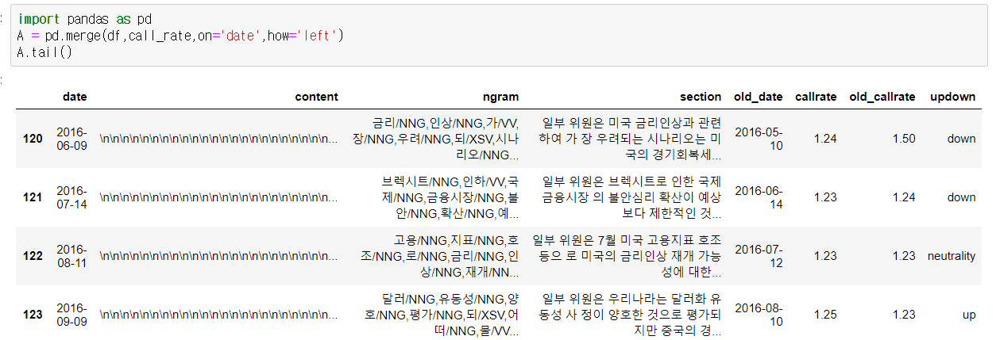 import pandas as pd
A = pd.merge(df,call_rate,on='date',how='left')
A.tail()
date content ngram section old_date callrate old_callrate updown
120 2016-06-09 \n\n\n\n\n\n\n\n\n\n\n\n\n\n\n\n\n\n\n\n\n\n\n\n... 금리/NNG,인상/NNG,가/VV,장/NNG,우려/NNG,되/XSV,시나리오/NNG... 일부 위원은 미국 금리인상과 관련하여 가 장 우려되는 시나리오는 미국의 경기회복세... 2016-05-10 1.24 1.50 down
121 2016-07-14 \n\n\n\n\n\n\n\n\n\n\n\n\n\n\n\n\n\n\n\n\n\n\n\n... 브렉시트/NNG,인하/VV,국제/NNG,금융시장/NNG,불안/NNG,확산/NNG,예... 일부 위원은 브렉시트로 인한 국제금융시장 의 불안심리 확산이 예상보다 제한적인 것... 2016-06-14 1.23 1.24 down
122 2016-08-11 \n\n\n\n\n\n\n\n\n\n\n\n\n\n\n\n\n\n\n\n\n\n\n\n... 고용/NNG,지표/NNG,호조/NNG,로/NNG,금리/NNG,인상/NNG,재개/NN... 일부 위원은 7월 미국 고용지표 호조 등으 로 미국의 금리인상 재개 가능성에 대한... 2016-07-12 1.23 1.23 neutrality
123 2016-09-09 \n\n\n\n\n\n\n\n\n\n\n\n\n\n\n\n\n\n\n\n\n\n\n\n... 달러/NNG,유동성/NNG,양호/NNG,평가/NNG,되/XSV,어떠/NNG,물/VV... 일부 위원은 우리나라는 달러화 유동성 사 정이 양호한 것으로 평가되지만 중국의 경... 2016-08-10 1.25 1.23 up